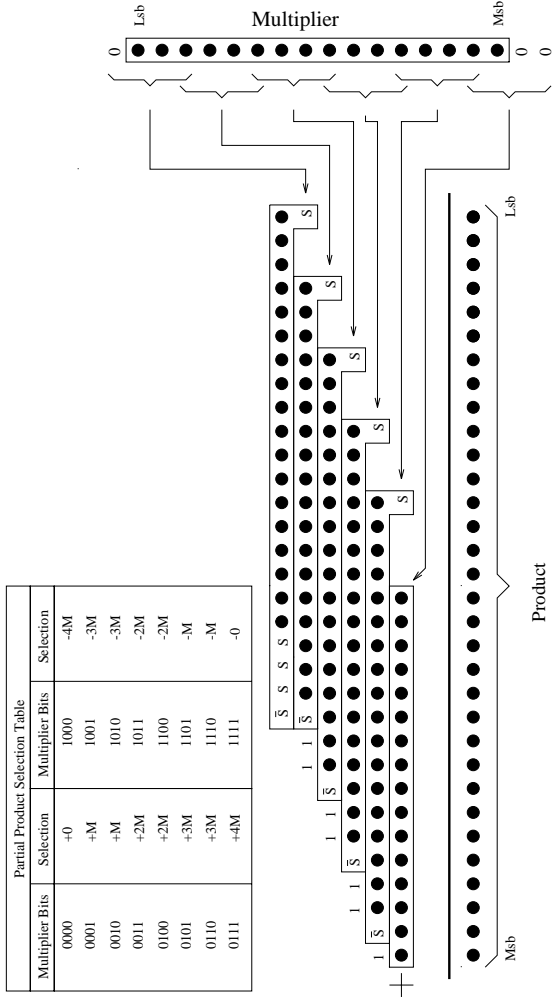 Partial Product Selection Table
Multiplier Bits Selection Multiplier Bits Selection
0000 +0 1000 -4M
0001 +M 1001 -3M
0010 +M 1010 -3M
0011 +2M 1011 -2M
0100 +2M 1100 -2M
0101 +3M 1101 -M
0110 +3M 1110 -M
0111 +4M 1111 -0
S̄ S S S
1 1 S̄ S
1 1 S̄ S
1 1 S̄ S
1 S̄ S
+ S
Msb Lsb
Product
0
Lsb
Multiplier
Msb
0
0